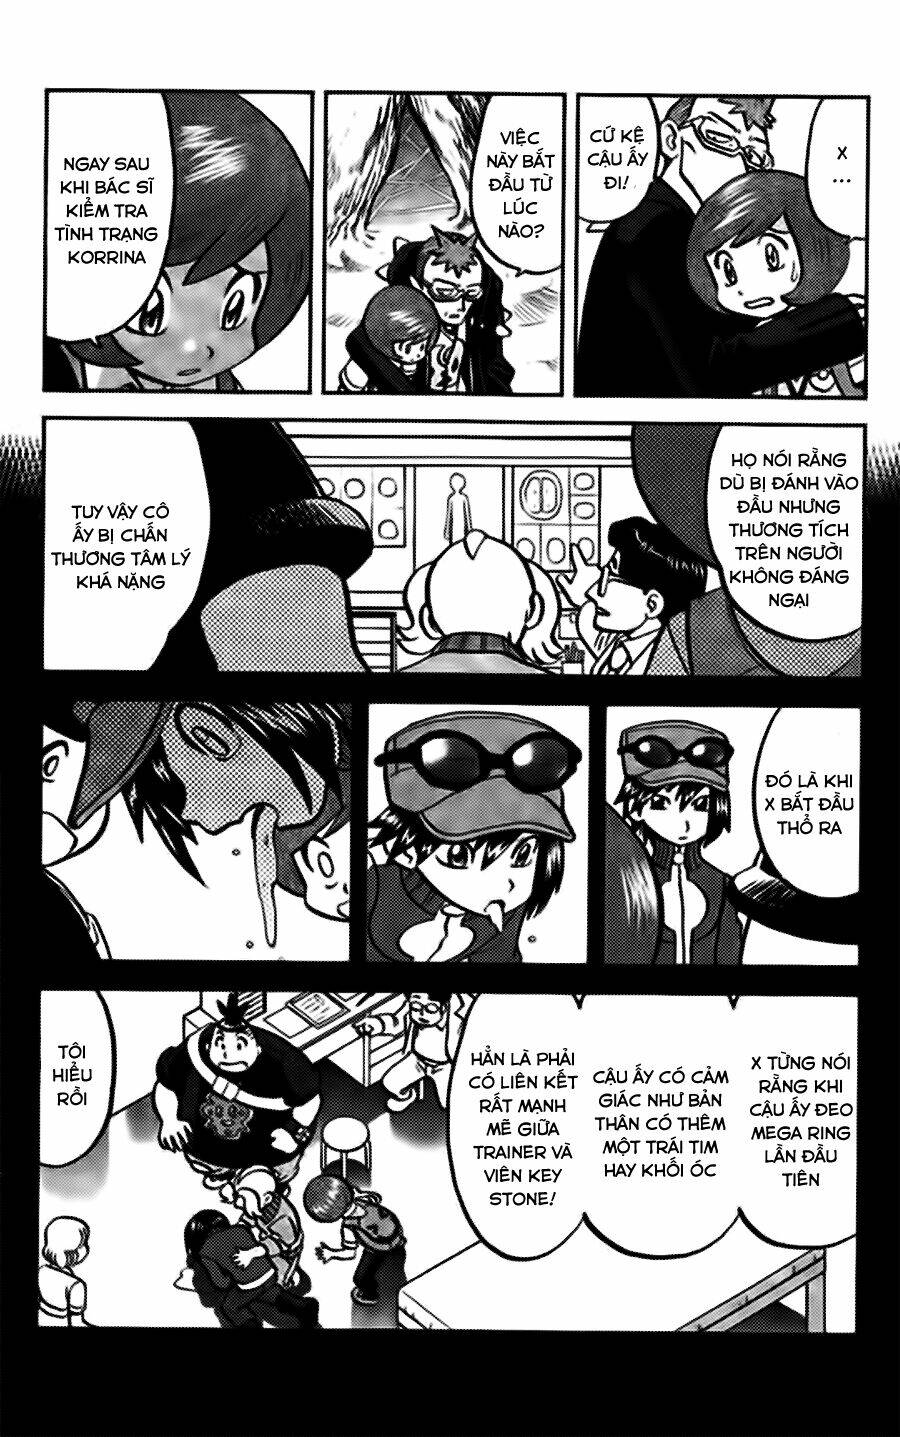 X
...
CỨ KỆ
CẬU ẤY
ĐI!
VIỆC
NÀY BẮT
ĐẦU TỪ
LÚC
NÀO?
NGAY SAU
KHI BÁC SĨ
KIỂM TRA
TÌNH TRẠNG
KORRINA
HỌ NÓI RẰNG
DÙ BỊ ĐÁNH VÀO
ĐẦU NHƯNG
THƯƠNG TÍCH
TRÊN NGƯỜI
KHÔNG ĐÁNG
NGẠI
TUY VẬY CÔ
ẤY BỊ CHẤN
THƯƠNG TÂM LÝ
KHÁ NẶNG
ĐÓ LÀ KHI
X BẮT ĐẦU
THỔ RA
X TỪNG NÓI
RẰNG KHI
CẬU ẤY ĐEO
MEGA RING
LẦN ĐẦU
TIÊN
CẬU ẤY CÓ CẢM
GIÁC NHƯ BẢN
THÂN CÓ THÊM
MỘT TRÁI TIM
HAY KHỐI ÓC
HẲN LÀ PHẢI
CÓ LIÊN KẾT
RẤT MẠNH
MẼ GIỮA
TRAINER VÀ
VIÊN KEY
STONE!
TÔI
HIỂU
RỒI